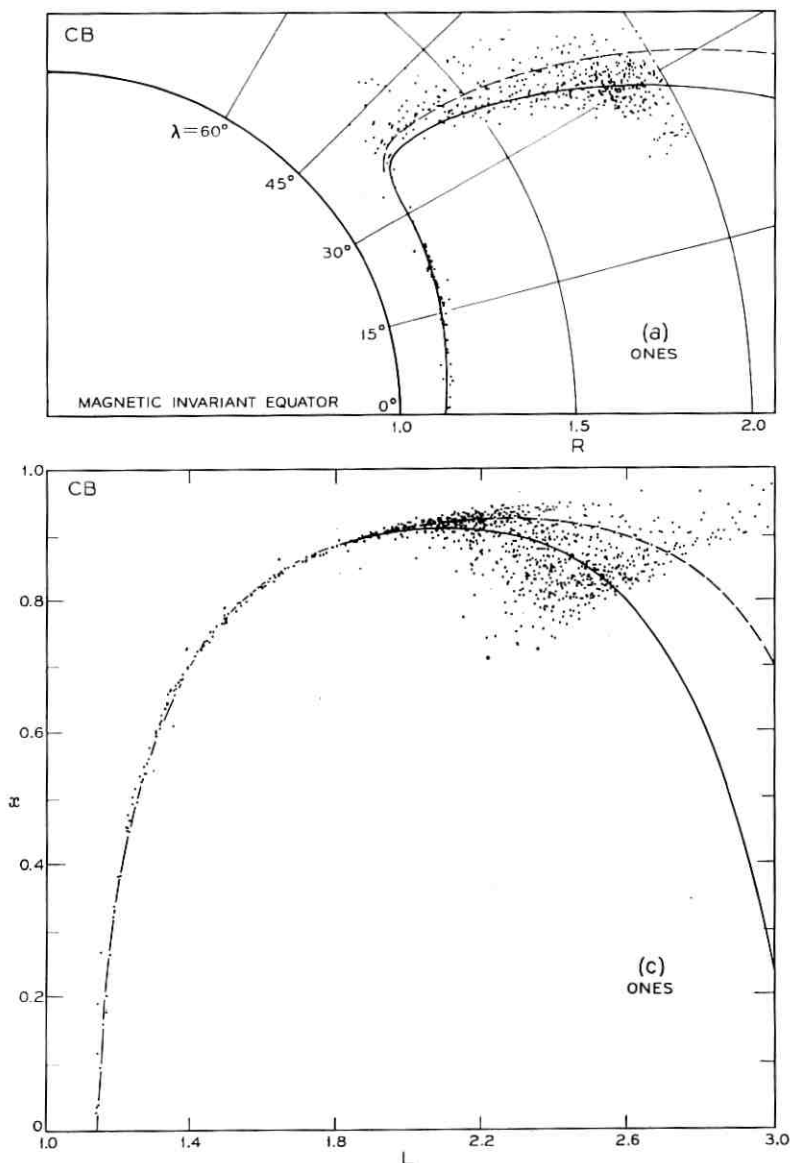 CB
λ=60°
45°
30°
15°
0°
(a)
ONES
MAGNETIC INVARIANT EQUATOR
1.0
1.5
2.0
R
1.0
CB
0.8
0.6
x
0.4
0.2
0
(c)
ONES
1.0
1.4
1.8
2.2
2.6
3.0
L